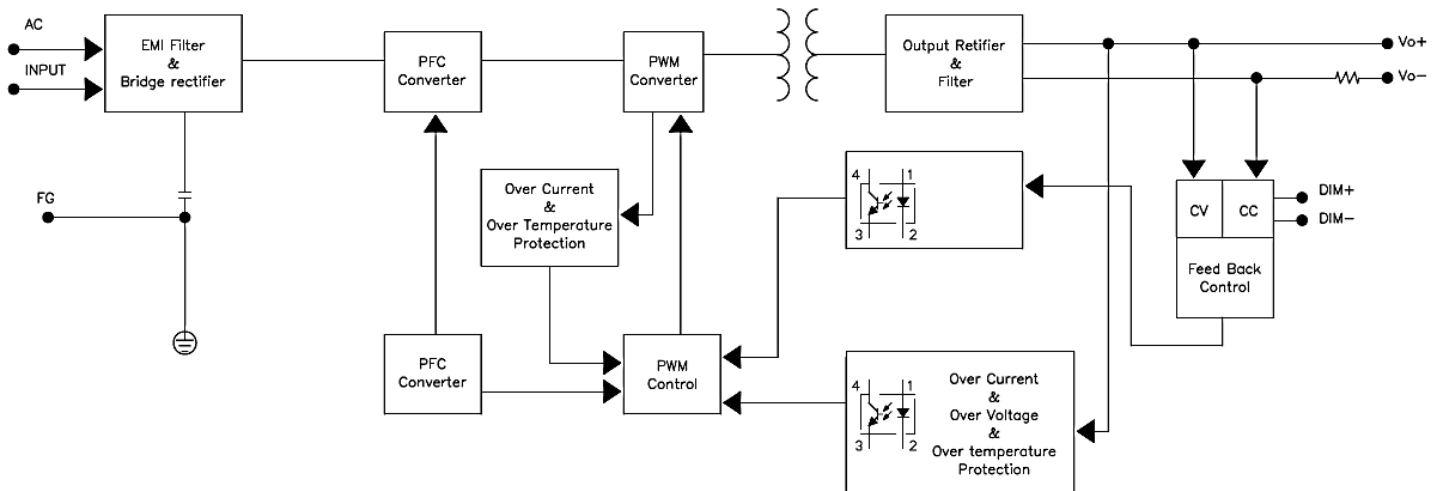 AC
INPUT
EMI Filter
&
Bridge rectifier
PFC
Converter
PWM
Converter
Output Retifier
&
Filter
Vo+
Vo−
FG
Over Current
&
Over Temperature
Protection
4
1
3
2
CV
CC
DIM+
DIM−
Feed Back
Control
PFC
Converter
PWM
Control
4
1
3
2
Over Current
&
Over Voltage
&
Over temperature
Protection